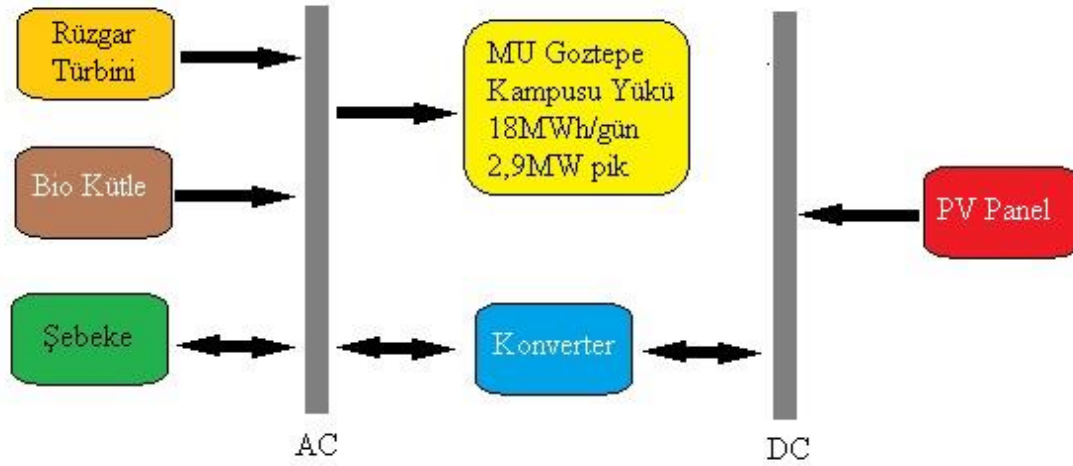 Rüzgar
Türbini
MU Goztepe
Kampusu Yükü
18MWh/gün
2,9MW pik
Bio Kütle
PV Panel
Şebeke
Konverter
AC
DC